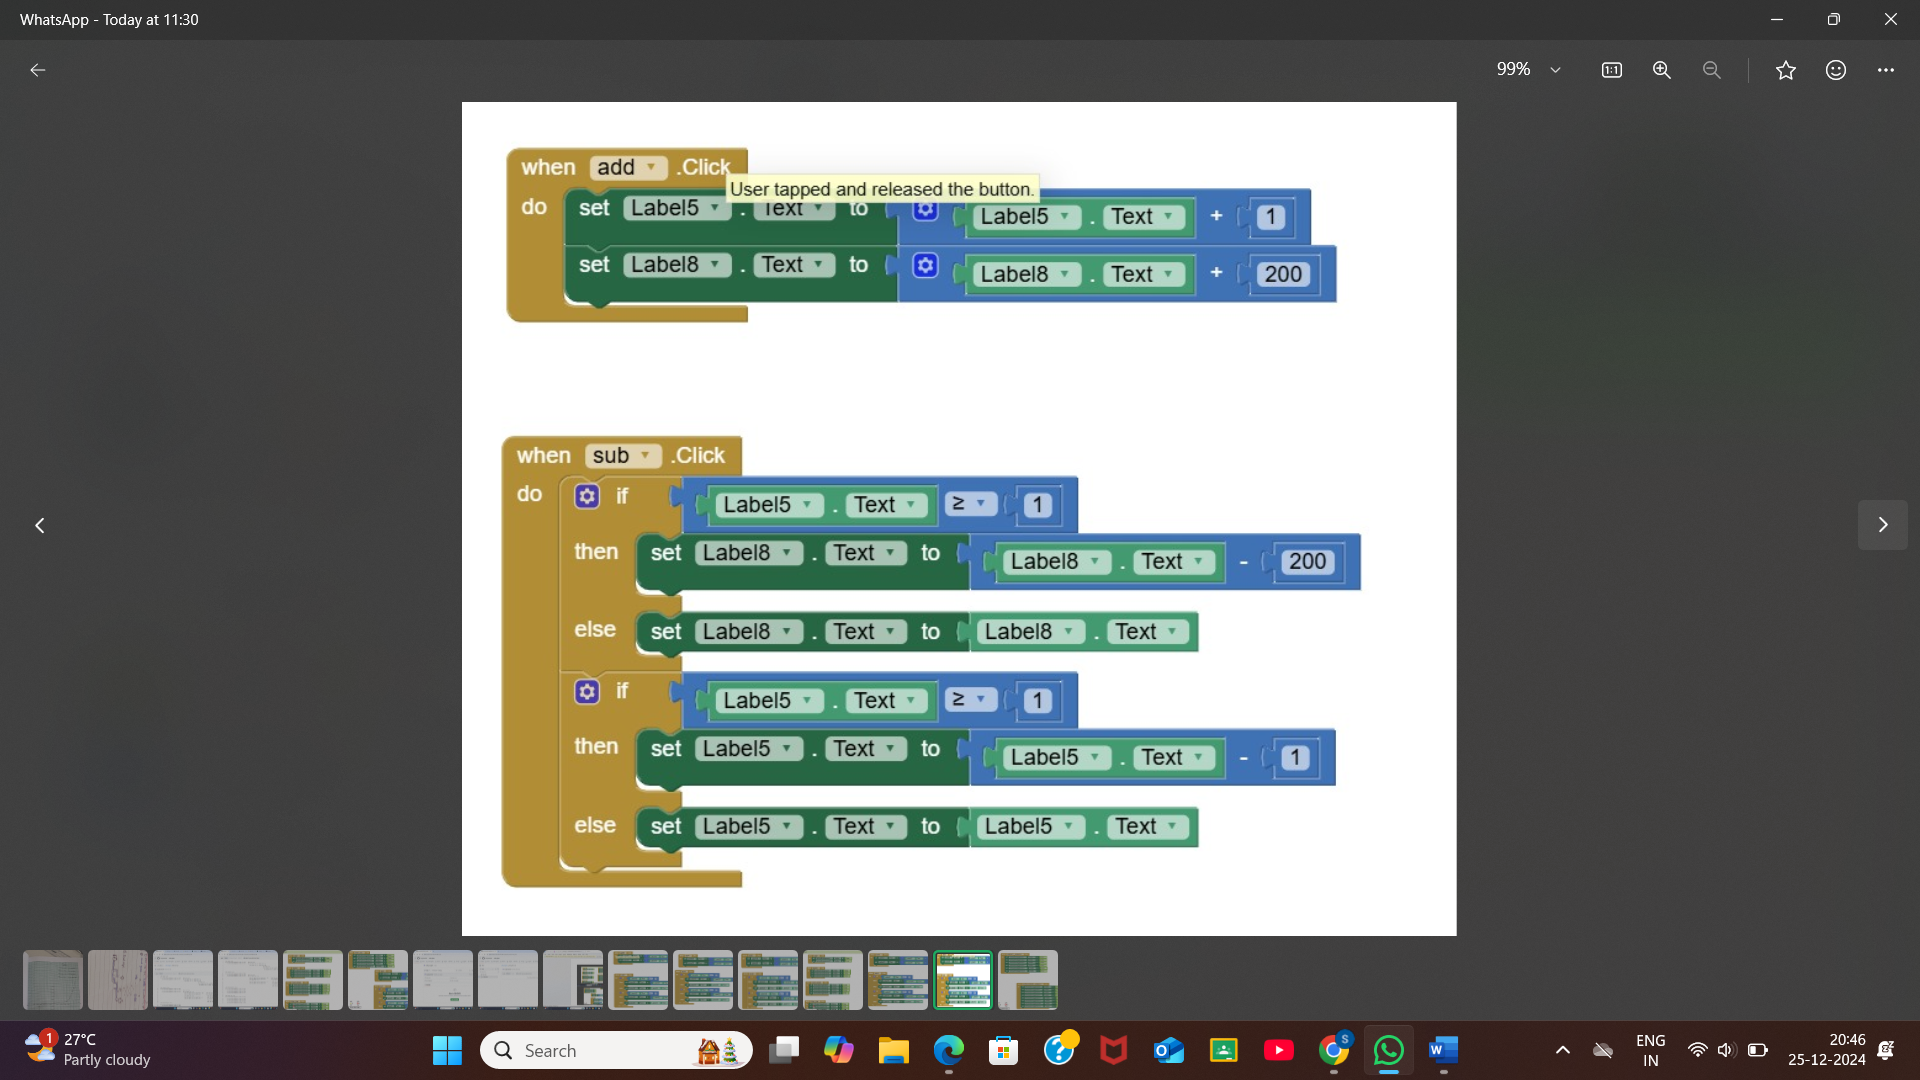 WhatsApp - Today at 11:30
99%
when add .Click
User tapped and released the button.
do set Label5 . Text to Label5 . Text + 1
set Label8 . Text to Label8 . Text + 200
when sub .Click
do if Label5 . Text ≥ 1
then set Label8 . Text to Label8 . Text - 200
else set Label8 . Text to Label8 . Text
if Label5 . Text ≥ 1
then set Label5 . Text to Label5 . Text - 1
else set Label5 . Text to Label5 . Text
1 27°C
Partly cloudy
Search
S
ENG
IN
20:46
25-12-2024